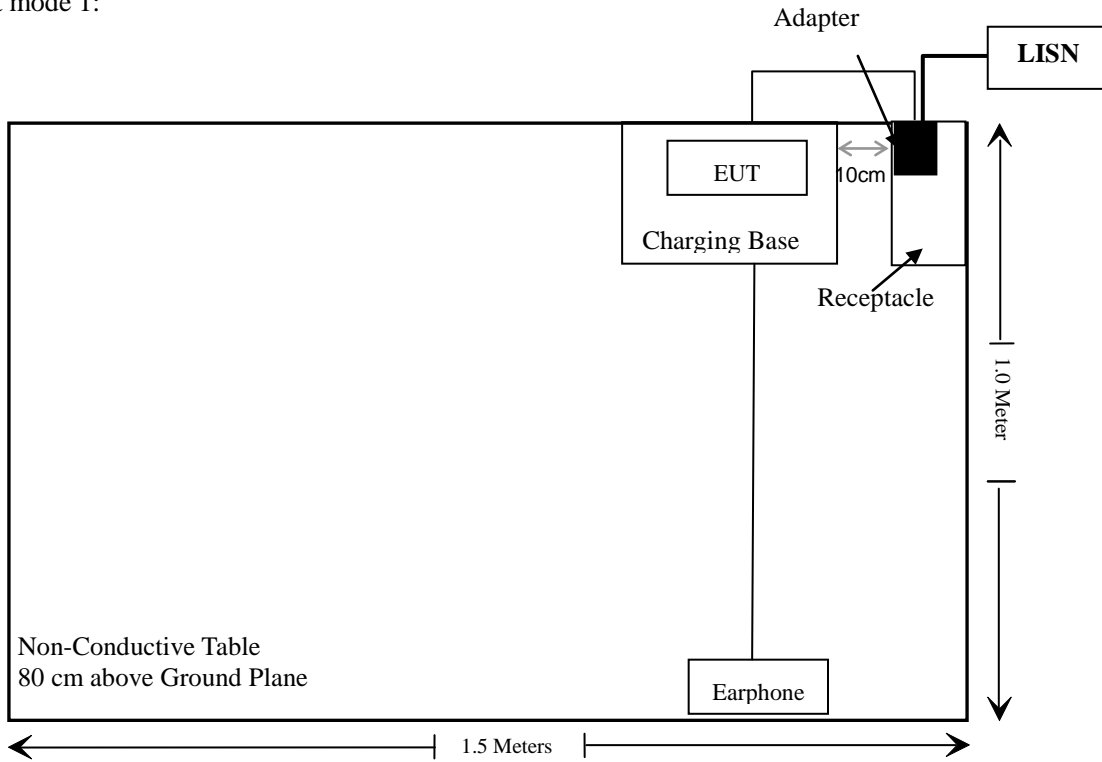 mode 1:
Adapter
LISN
EUT
10cm
Charging Base
Receptacle
1.0 Meter
Non-Conductive Table
80 cm above Ground Plane
Earphone
1.5 Meters